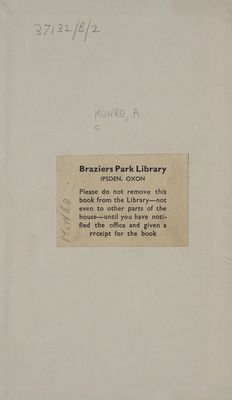 37132/B/2
MONRO, A
c
Braziers Park Library
IPSDEN, OXON
Please do not remove this
book from the Library—not
even to other parts of the
house—until you have noti-
fied the office and given a
receipt for the book
Monro